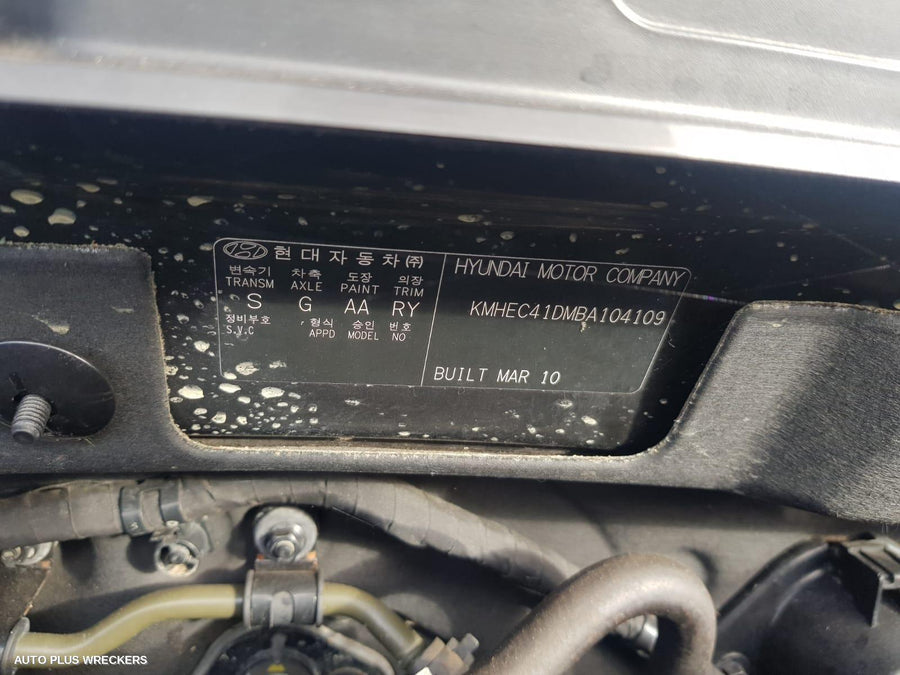 현대자동차(주)
변속기 차축 도장 의장
TRANSM AXLE PAINT TRIM
S G AA RY
정비부호 형식 승인 번호
S.V.C APPD MODEL NO
HYUNDAI MOTOR COMPANY
KMHEC41DMBA104109
BUILT MAR 10
AUTO PLUS WRECKERS